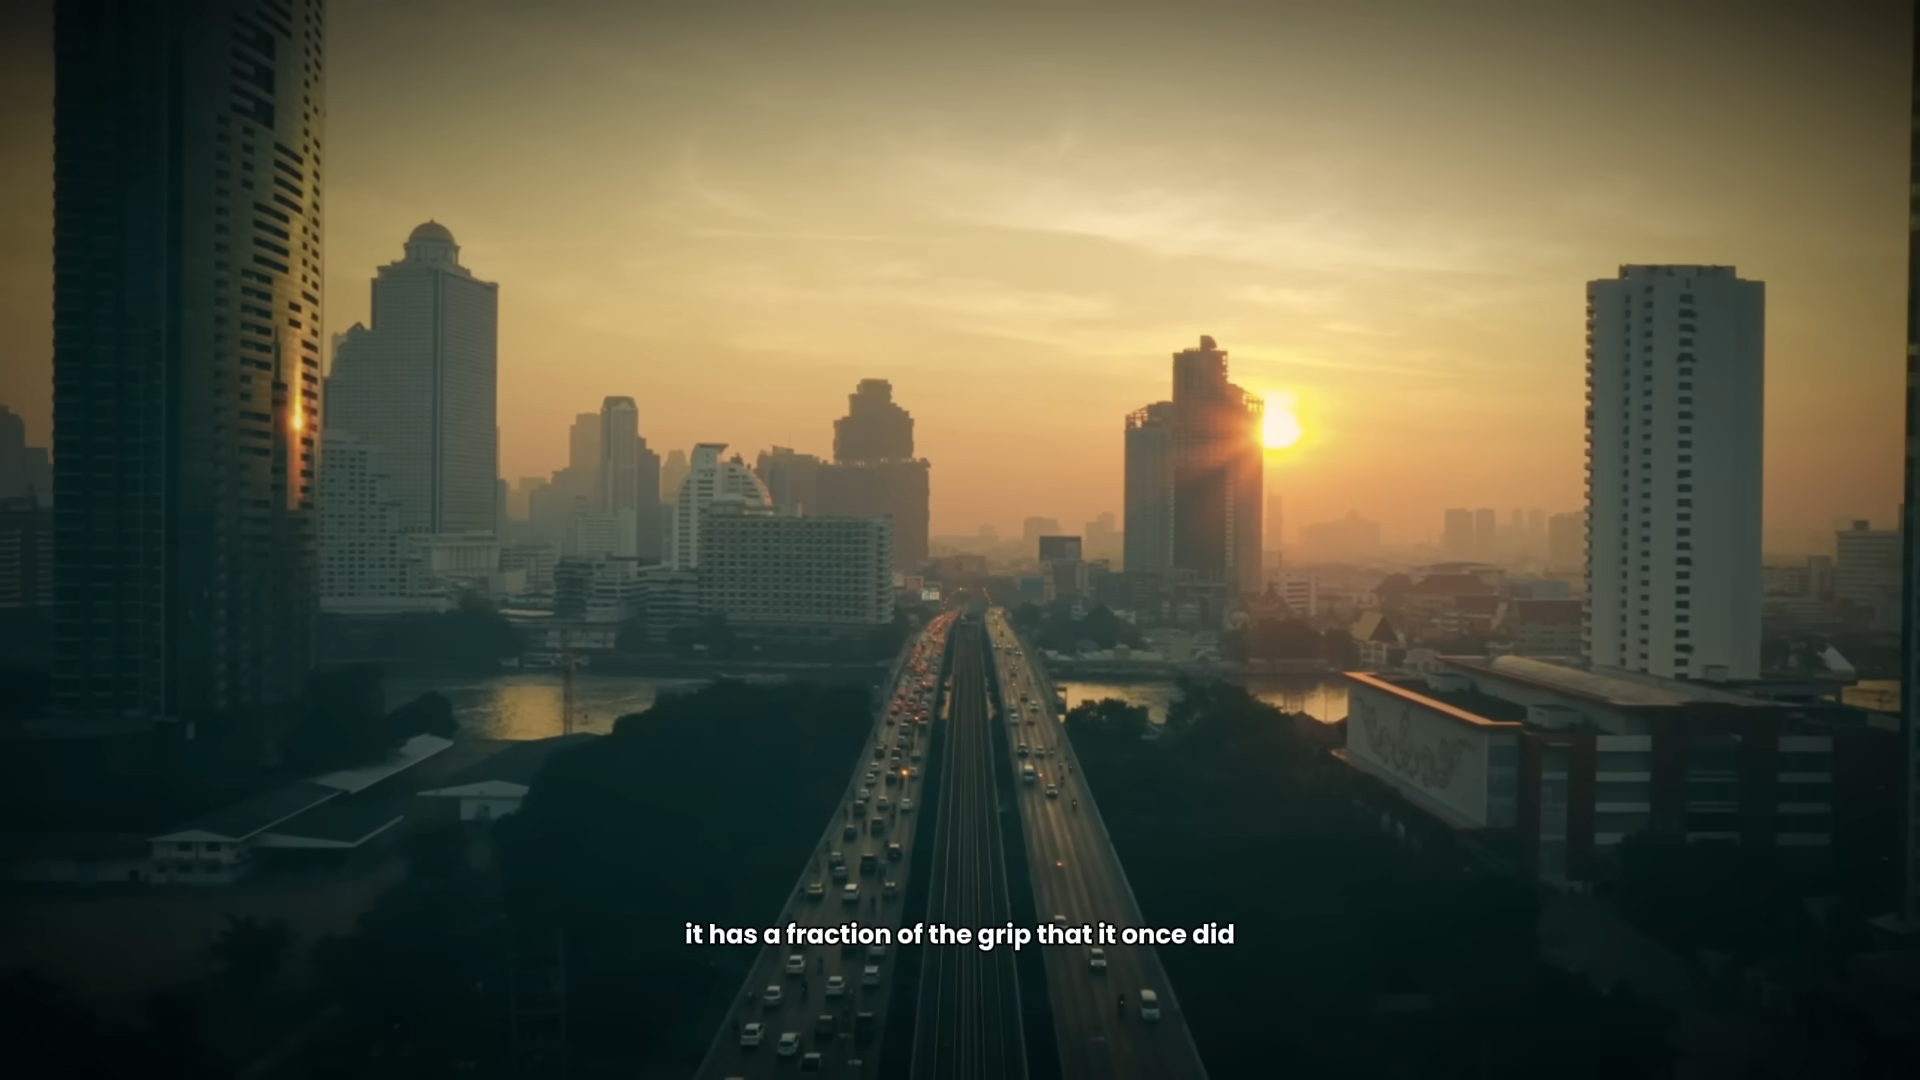 it has a fraction of the grip that it once did